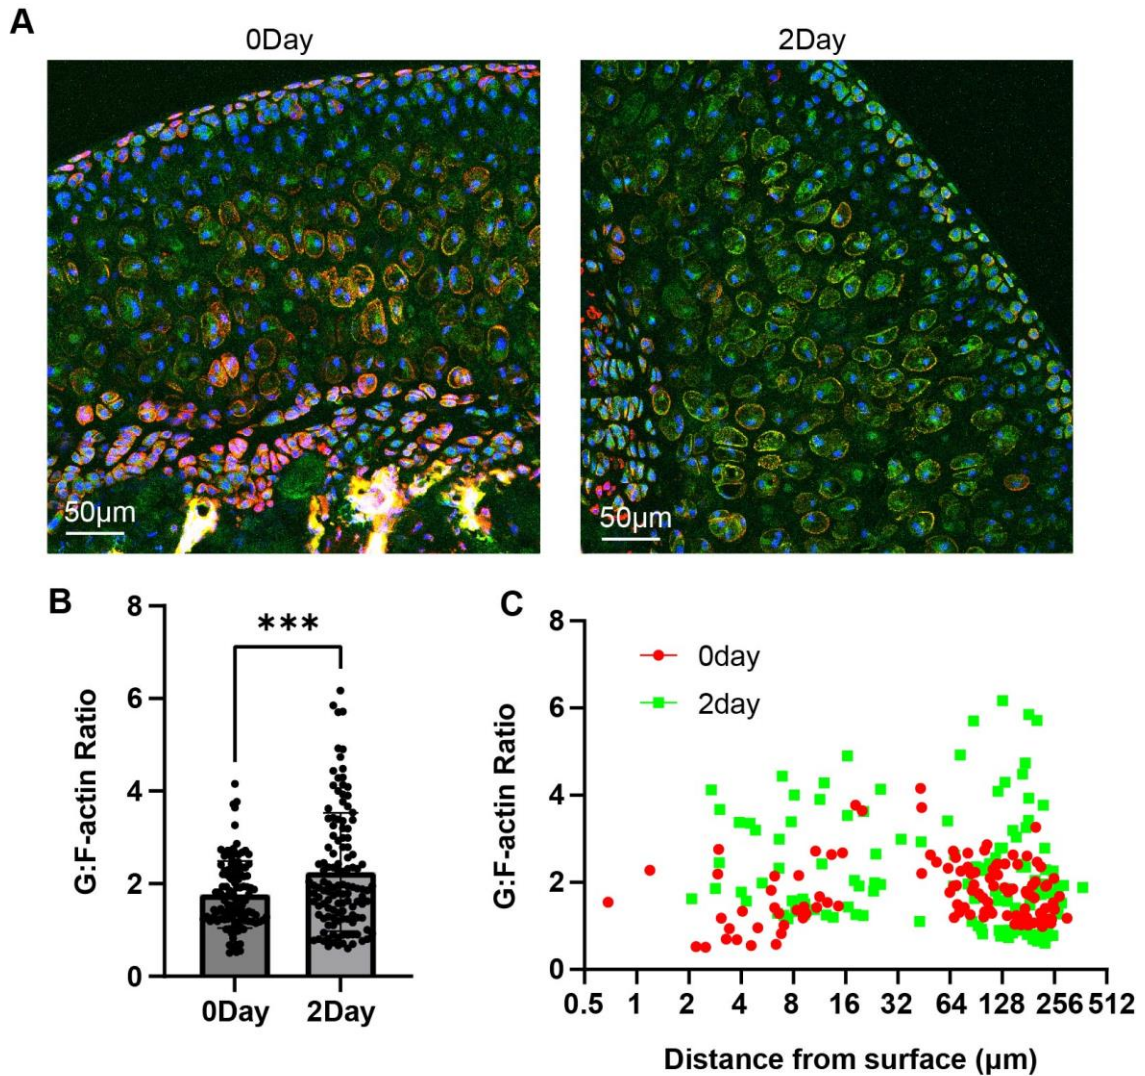 A
0Day
2Day
50µm
50µm
B
8
6
4
2
0
G:F-actin Ratio
***
0Day
2Day
C
8
6
4
2
0
G:F-actin Ratio
0day
2day
0.5 1 2 4 8 16 32 64 128 256 512
Distance from surface (µm)